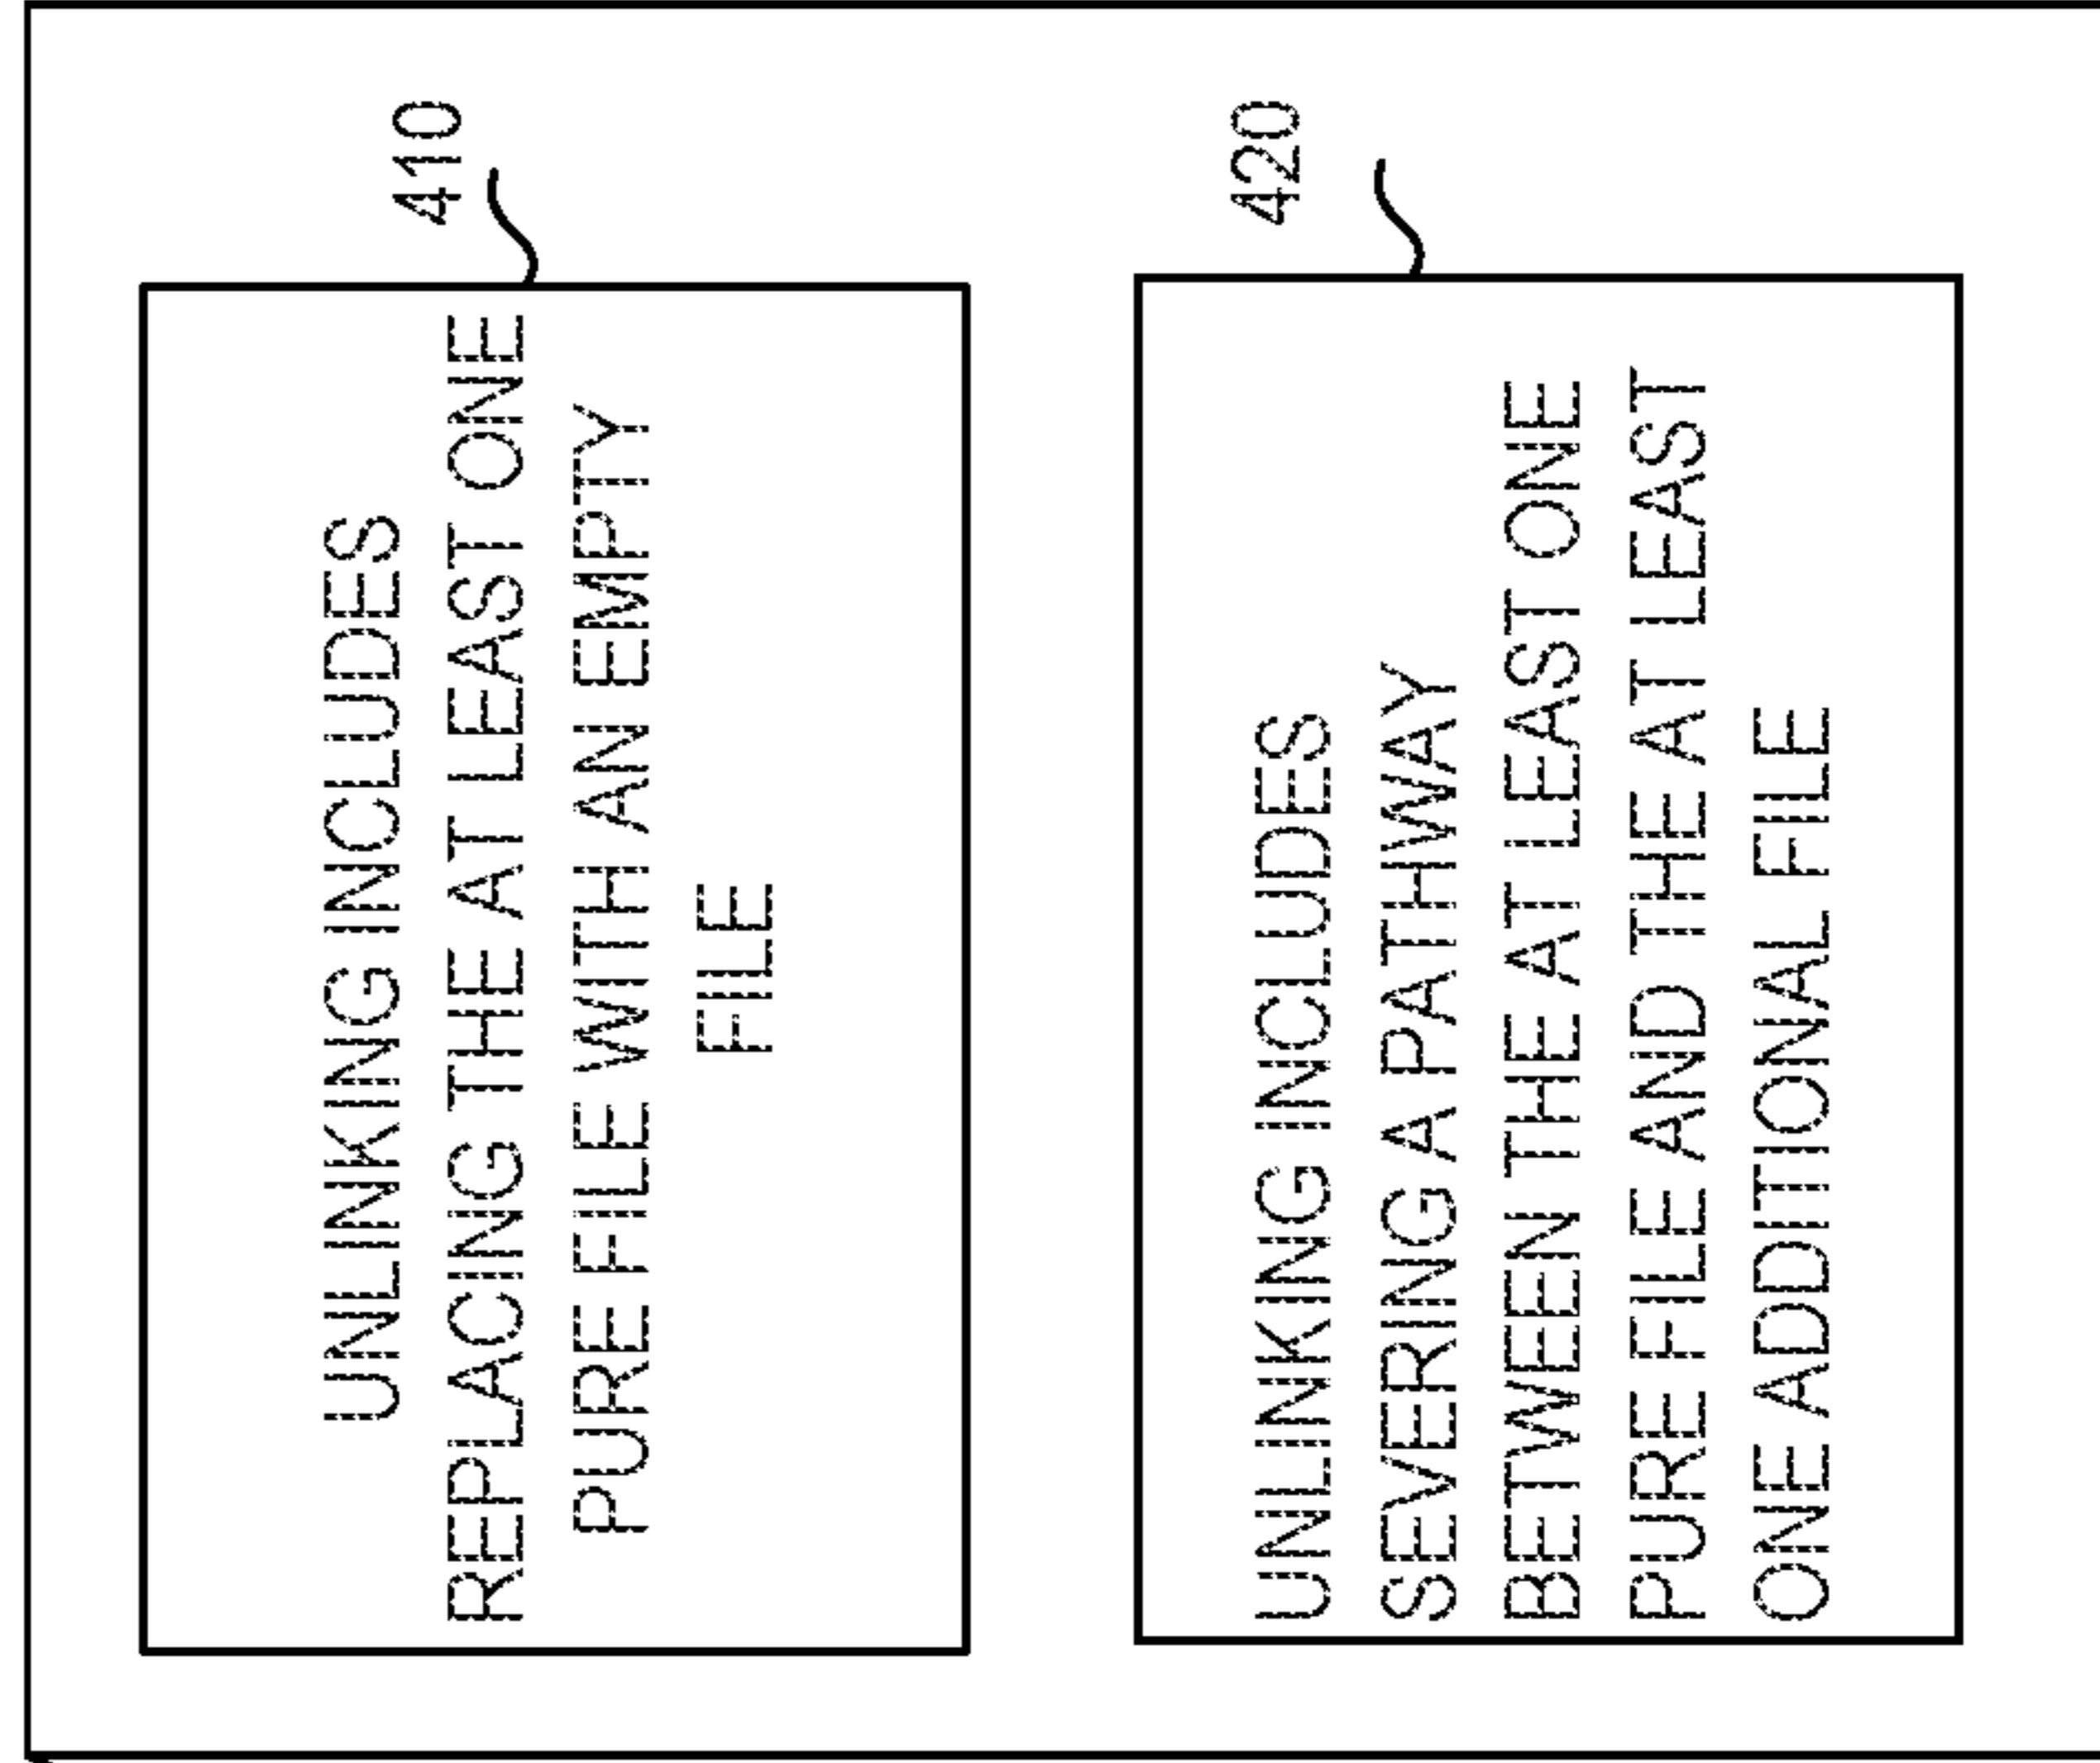 410
UNLINKING INCLUDES
REPLACING THE AT LEAST ONE
PURE FILE WITH AN EMPTY
FILE
420
UNLINKING INCLUDES
SEVERING A PATHWAY
BETWEEN THE AT LEAST ONE
PURE FILE AND THE AT LEAST
ONE ADDITIONAL FILE